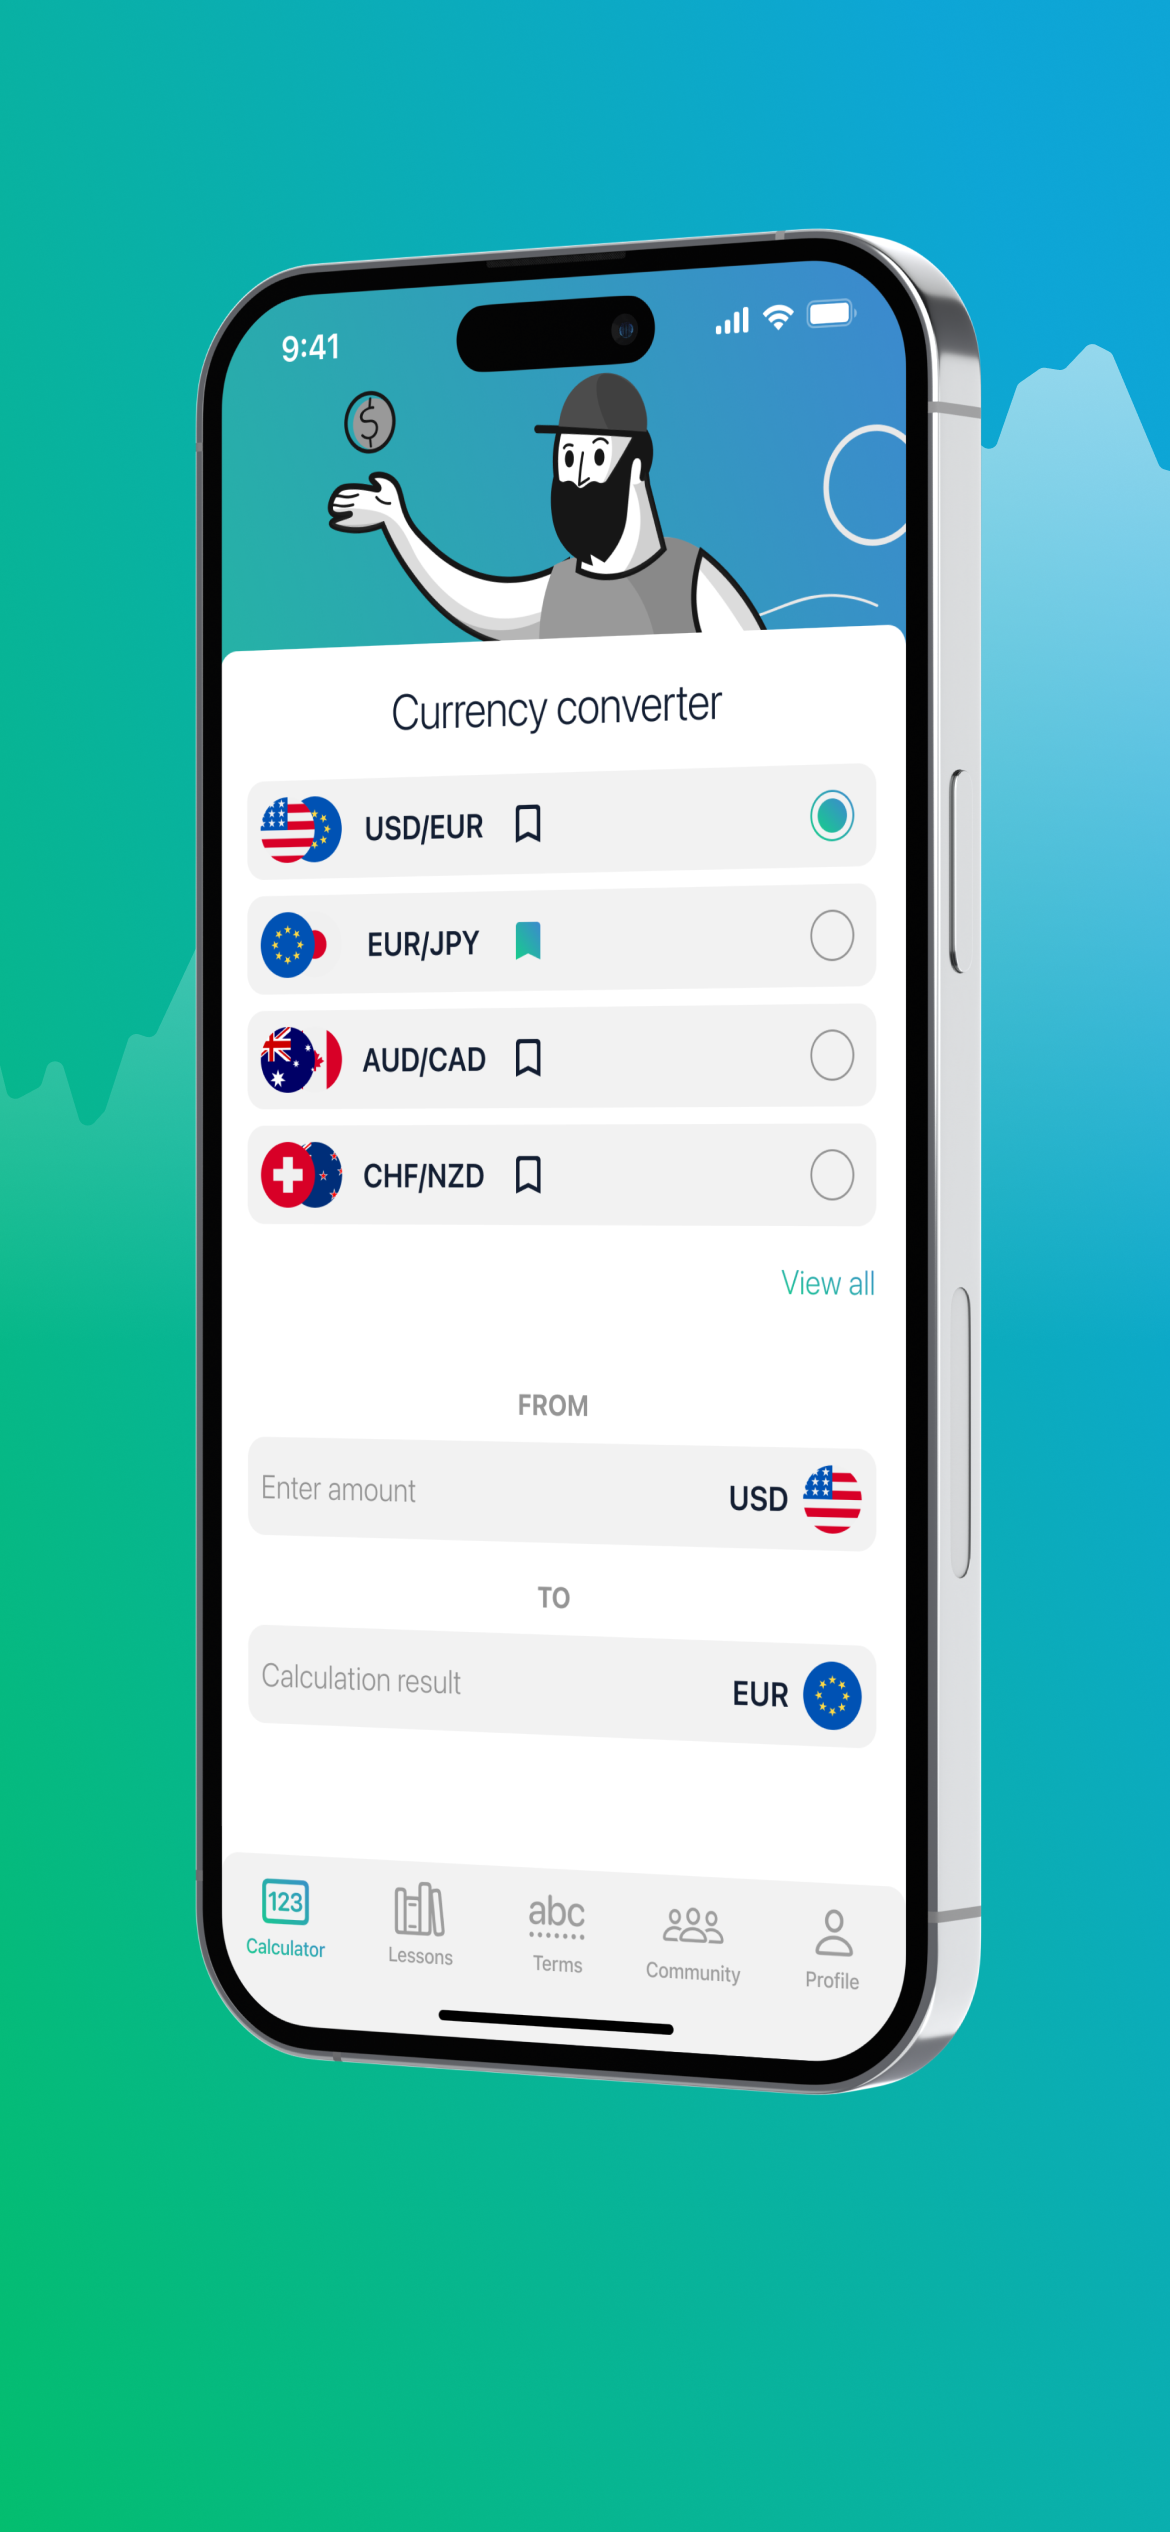 9:41
$
Currency converter
USD/EUR
EUR/JPY
AUD/CAD
CHF/NZD
View all
FROM
Enter amount
USD
TO
Calculation result
EUR
123
abc
Calculator
Lessons
Terms
Community
Profile